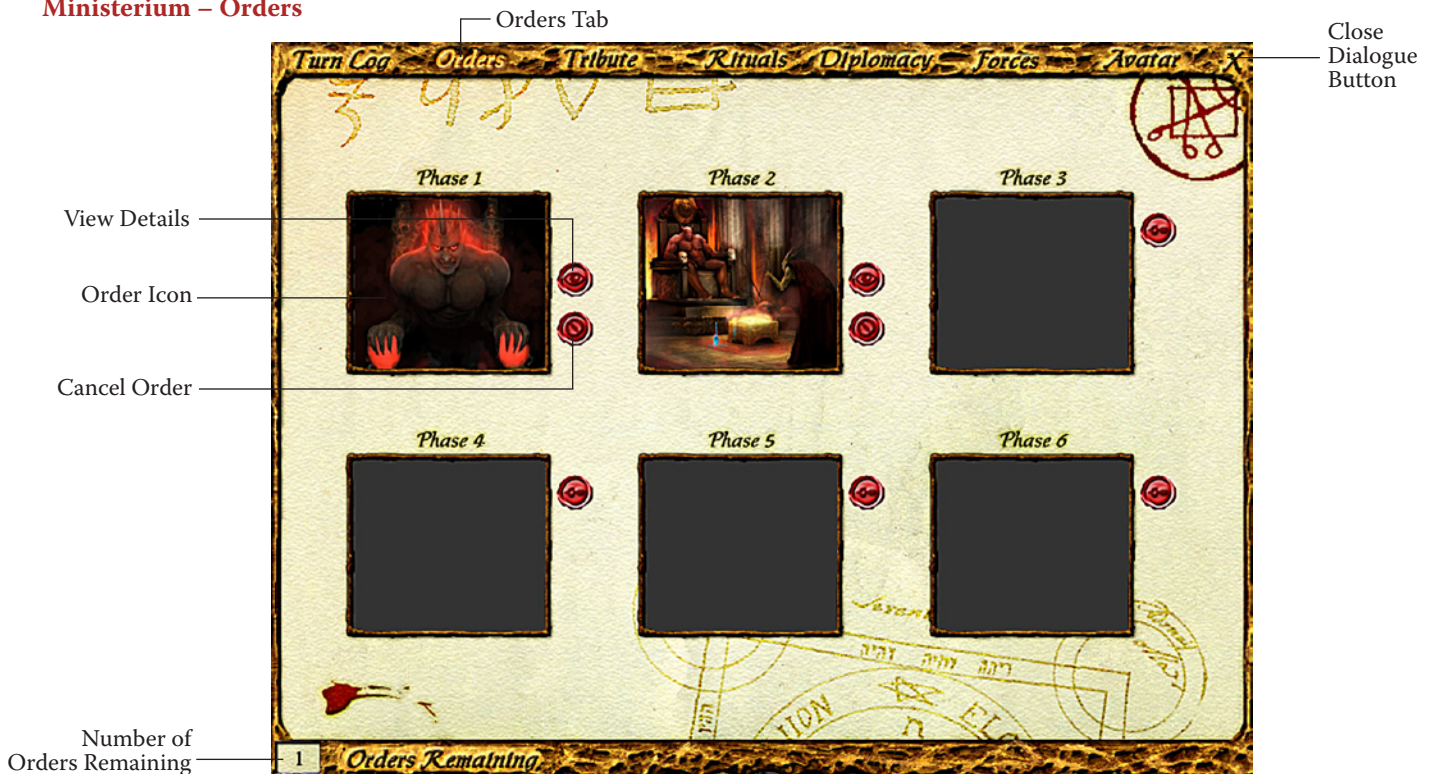 Ministerium – Orders
Orders Tab
Close
Dialogue
Button
Turn Log Orders Tribute Rituals Diplomacy Forces Avatar X
Phase 1 Phase 2 Phase 3
View Details
Order Icon
Cancel Order
Phase 4 Phase 5 Phase 6
Number of
Orders Remaining
1 Orders Remaining